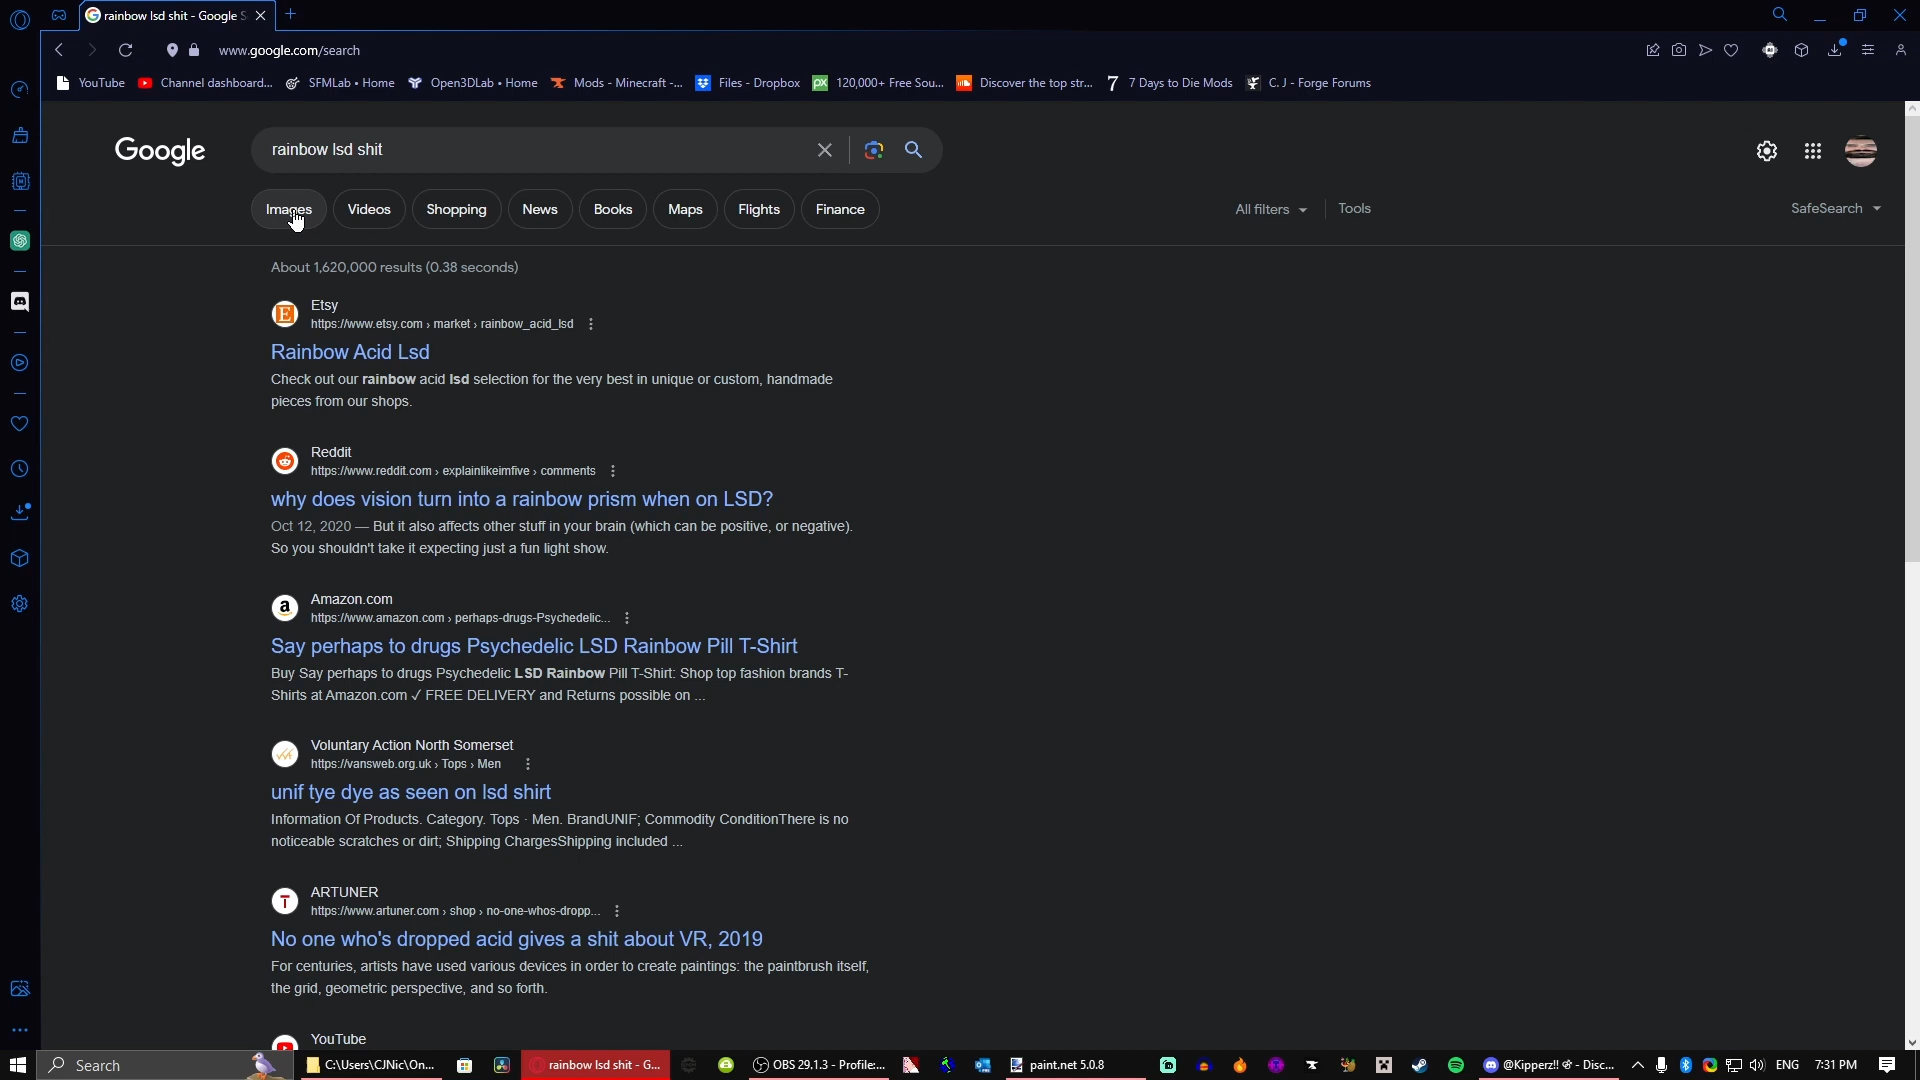 rainbow lsd shit - Google S
www.google.com/search
YouTube
Channel dashboard...
SFMLab • Home
Open3DLab • Home
Mods - Minecraft -...
Files - Dropbox
120,000+ Free Sou...
Discover the top str...
7 Days to Die Mods
C. J - Forge Forums
Google
rainbow lsd shit
Images
Videos
Shopping
News
Books
Maps
Flights
Finance
All filters
Tools
SafeSearch
About 1,620,000 results (0.38 seconds)
Etsy
https://www.etsy.com › market › rainbow_acid_lsd
Rainbow Acid Lsd
Check out our rainbow acid lsd selection for the very best in unique or custom, handmade
pieces from our shops.
Reddit
https://www.reddit.com › explainlikeimfive › comments
why does vision turn into a rainbow prism when on LSD?
Oct 12, 2020 — But it also affects other stuff in your brain (which can be positive, or negative).
So you shouldn't take it expecting just a fun light show.
Amazon.com
https://www.amazon.com › perhaps-drugs-Psychedelic...
Say perhaps to drugs Psychedelic LSD Rainbow Pill T-Shirt
Buy Say perhaps to drugs Psychedelic LSD Rainbow Pill T-Shirt: Shop top fashion brands T-
Shirts at Amazon.com ✓ FREE DELIVERY and Returns possible on ...
Voluntary Action North Somerset
https://vansweb.org.uk › Tops › Men
unif tye dye as seen on lsd shirt
Information Of Products. Category. Tops · Men. BrandUNIF; Commodity ConditionThere is no
noticeable scratches or dirt; Shipping ChargesShipping included ...
ARTUNER
https://www.artuner.com › shop › no-one-whos-dropp...
No one who's dropped acid gives a shit about VR, 2019
For centuries, artists have used various devices in order to create paintings: the paintbrush itself,
the grid, geometric perspective, and so forth.
YouTube
Search
C:\Users\CJNic\On...
rainbow lsd shit - G...
OBS 29.1.3 - Profile:...
paint.net 5.0.8
@Kipperz!! - Disc...
ENG
7:31 PM